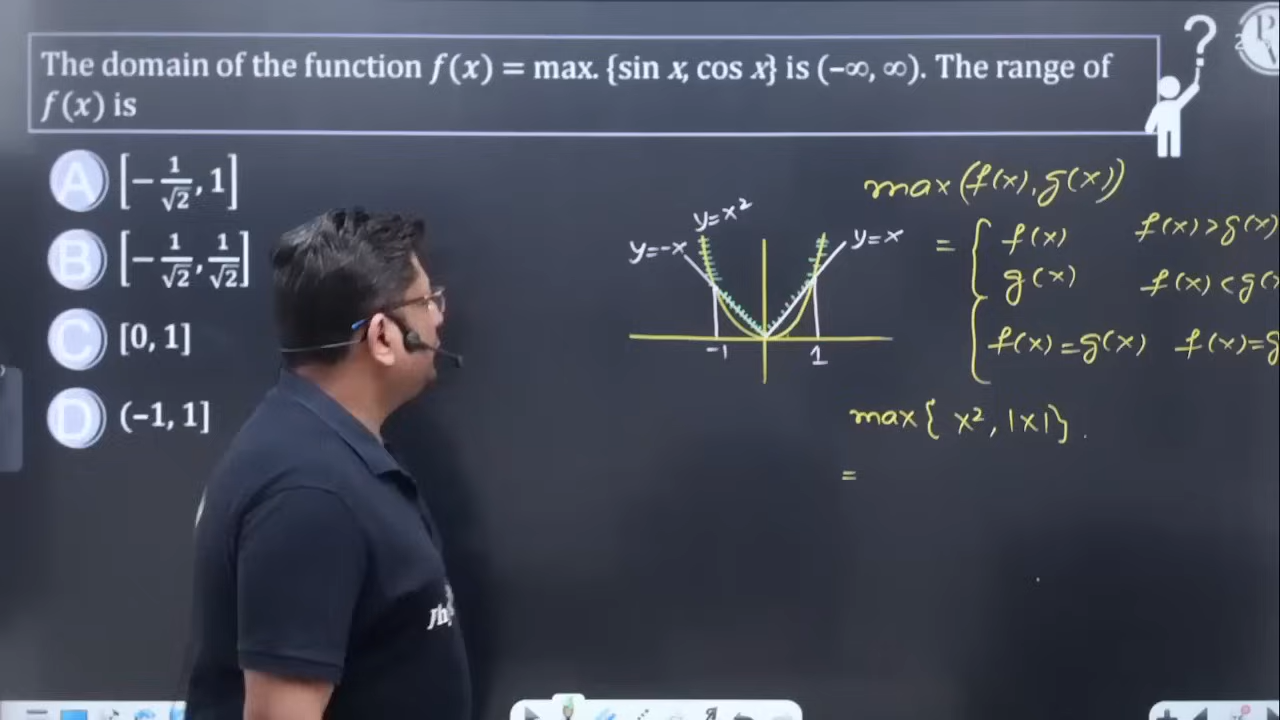 The domain of the function f(x) = max. {sin x, cos x} is (−∞, ∞). The range of
f(x) is
A [−1/√2, 1]
B [−1/√2, 1/√2]
C [0, 1]
D (−1, 1]
max(f(x), g(x))
= { f(x) f(x)>g(x)
g(x) f(x)<g(x
f(x)=g(x) f(x)=g
y=x²
y=-x
y=x
-1
1
max{ x², |x|}.
=
?